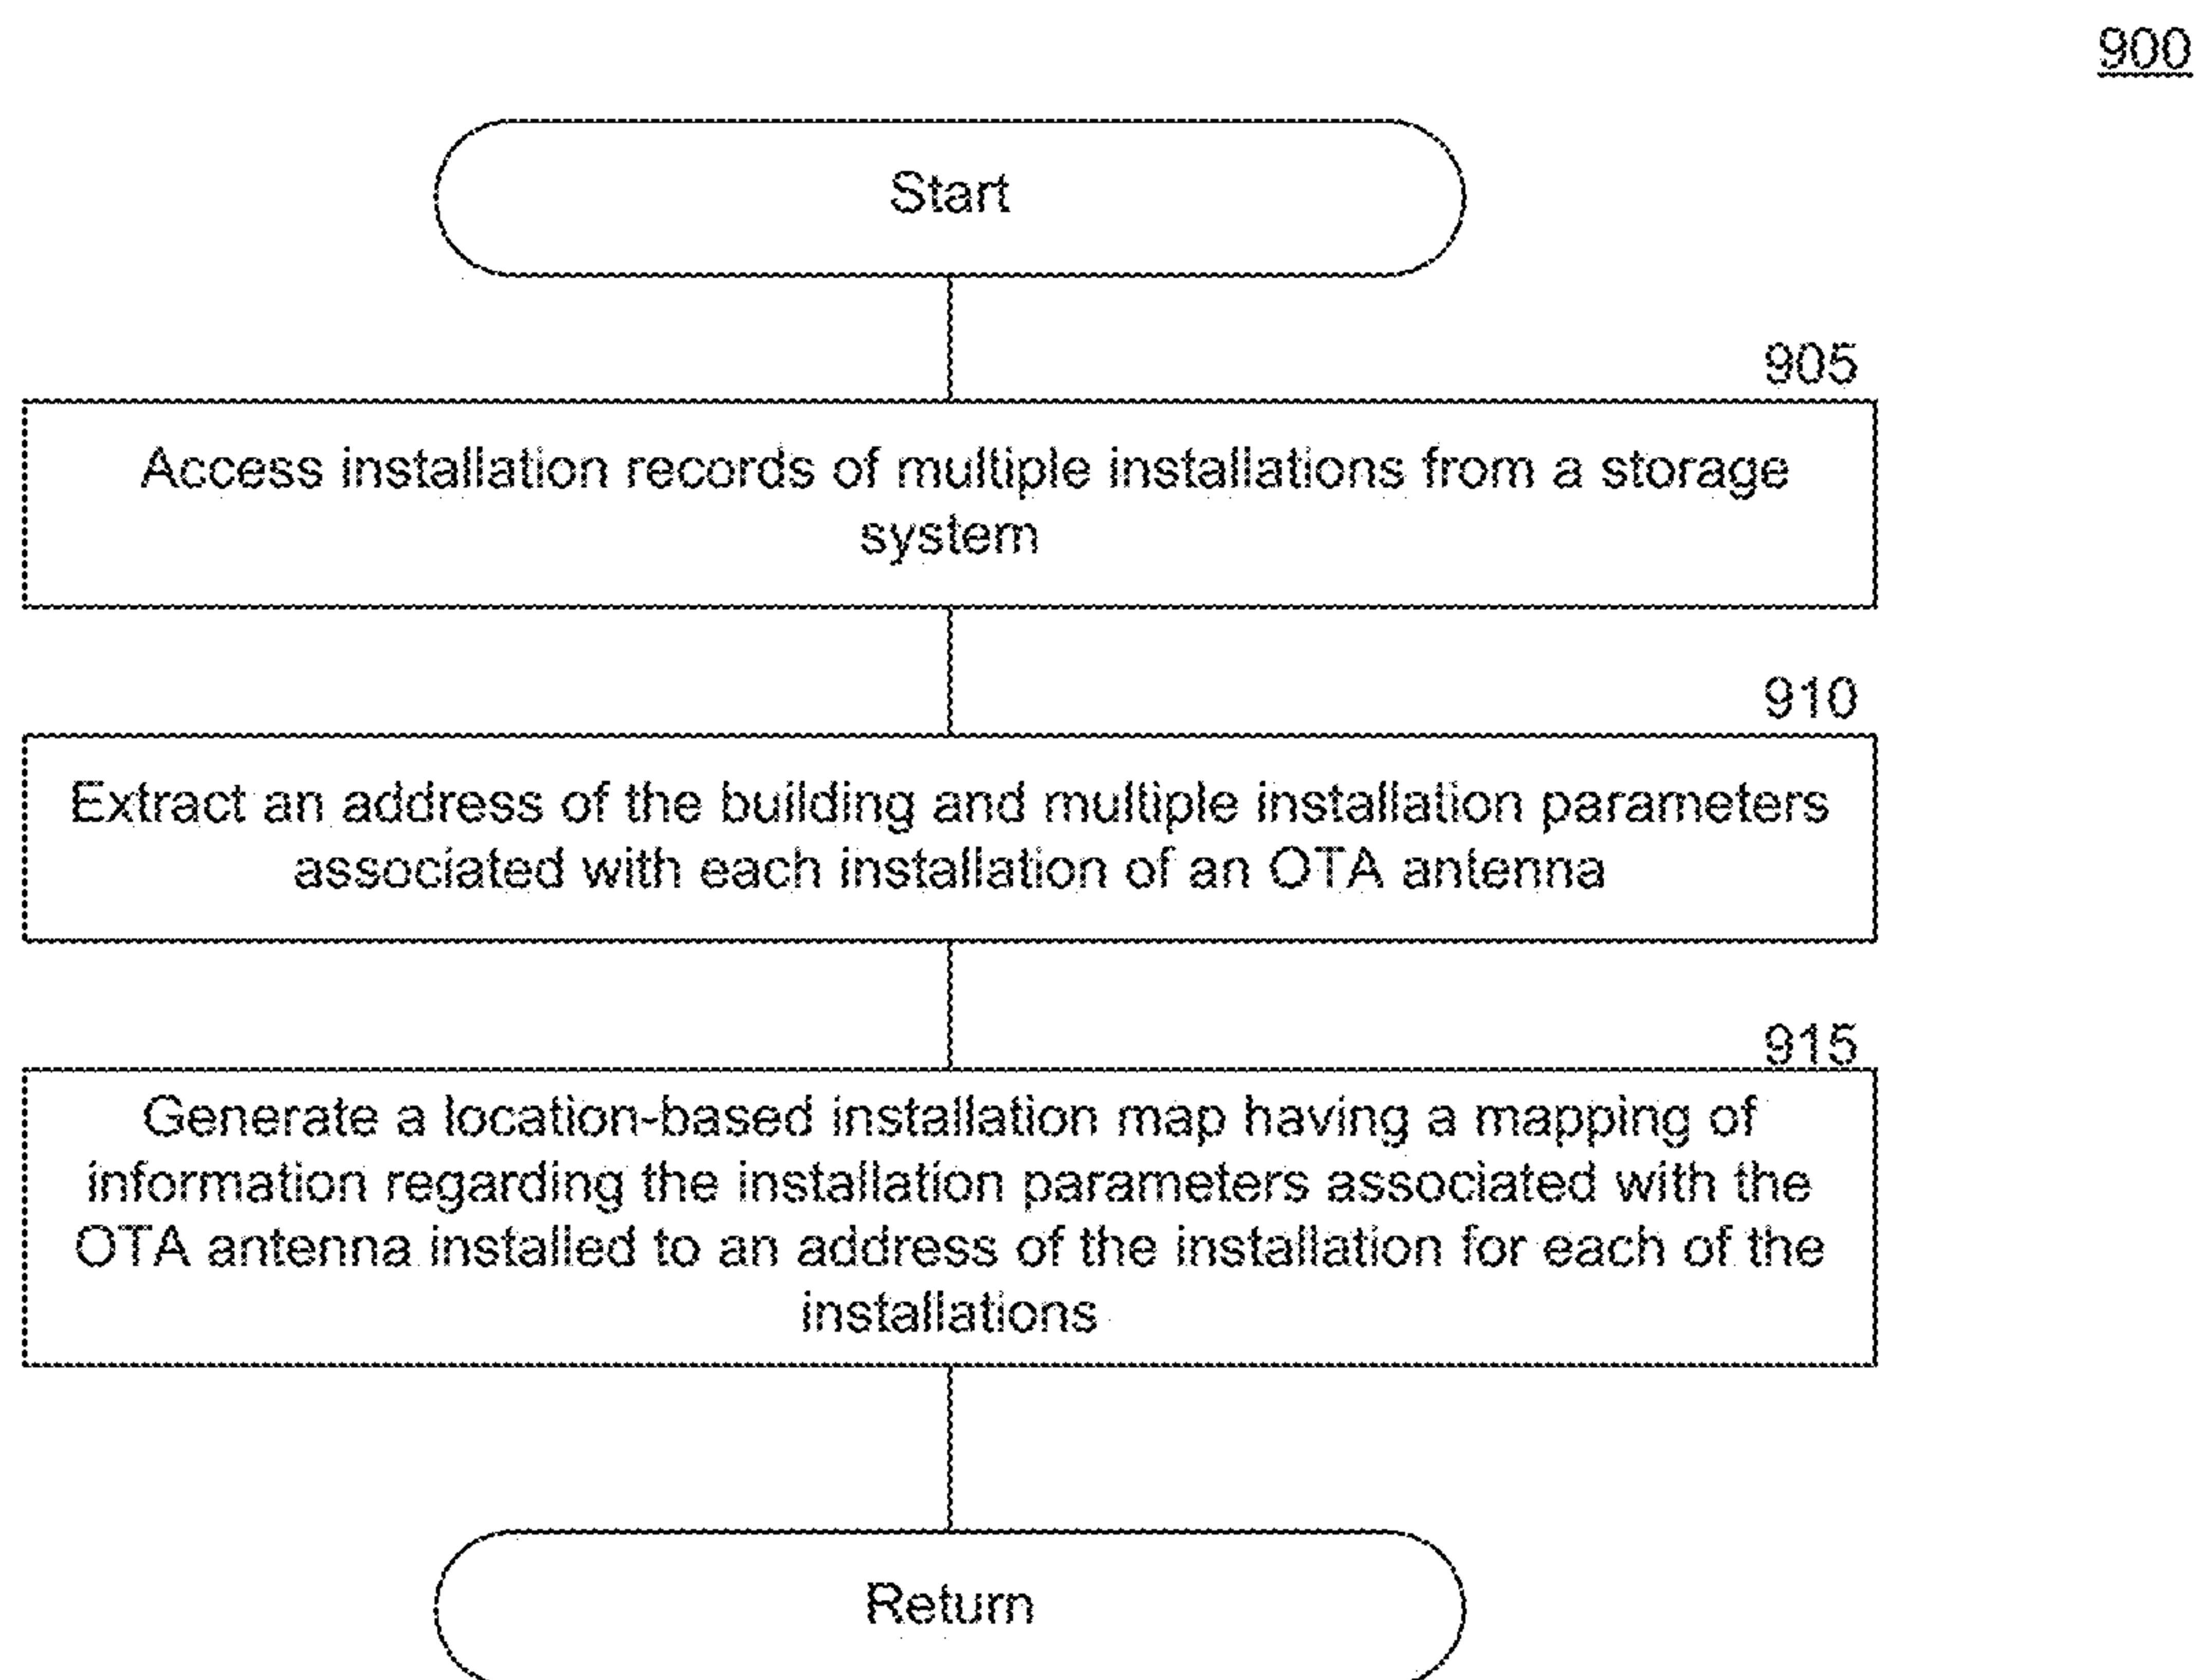 900
Start
905
Access installation records of multiple installations from a storage
system
910
Extract an address of the building and multiple installation parameters
associated with each installation of an OTA antenna
915
Generate a location-based installation map having a mapping of
information regarding the installation parameters associated with the
OTA antenna installed to an address of the installation for each of the
installations
Return